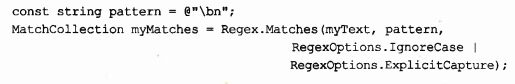 const string pattern = @"\bn";
MatchCollection myMatches = Regex.Matches(myText, pattern,
RegexOptions.IgnoreCase |
RegexOptions.ExplicitCapture);